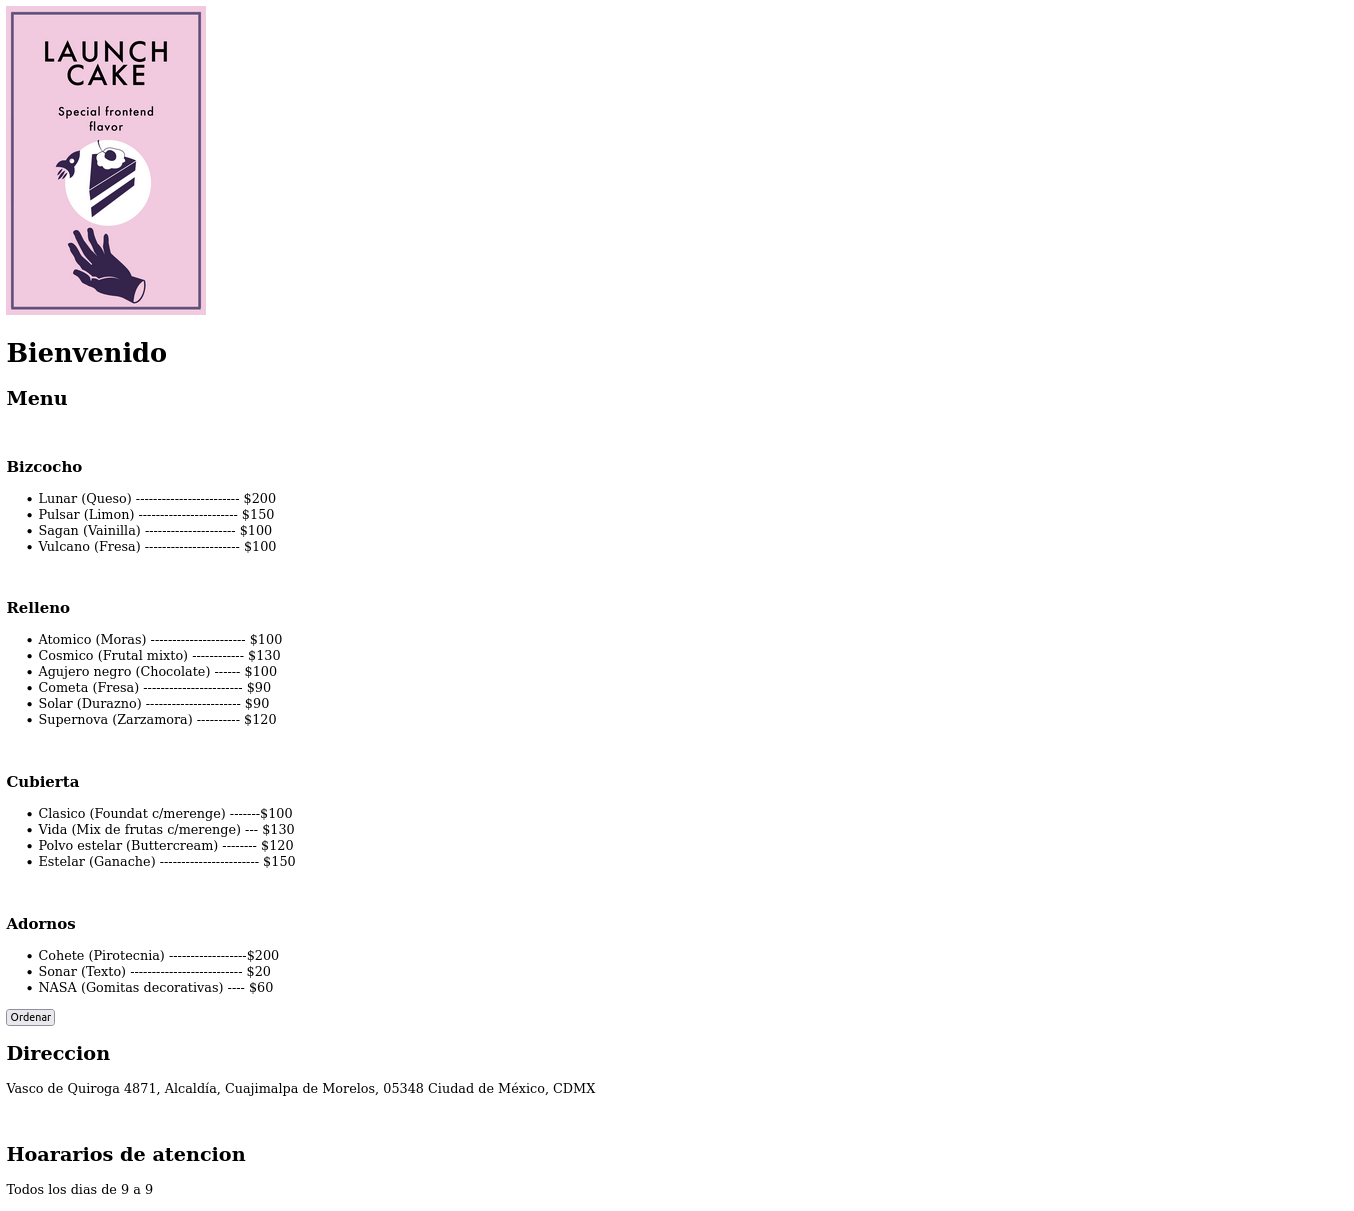 LAUNCH
CAKE
Special frontend
flavor
Bienvenido
Menu
Bizcocho
• Lunar (Queso) ------------------------ $200
• Pulsar (Limon) ----------------------- $150
• Sagan (Vainilla) --------------------- $100
• Vulcano (Fresa) ---------------------- $100
Relleno
• Atomico (Moras) ---------------------- $100
• Cosmico (Frutal mixto) ------------ $130
• Agujero negro (Chocolate) ------ $100
• Cometa (Fresa) ----------------------- $90
• Solar (Durazno) ---------------------- $90
• Supernova (Zarzamora) ---------- $120
Cubierta
• Clasico (Foundat c/merenge) -------$100
• Vida (Mix de frutas c/merenge) --- $130
• Polvo estelar (Buttercream) -------- $120
• Estelar (Ganache) ----------------------- $150
Adornos
• Cohete (Pirotecnia) ------------------$200
• Sonar (Texto) -------------------------- $20
• NASA (Gomitas decorativas) ---- $60
Ordenar
Direccion
Vasco de Quiroga 4871, Alcaldía, Cuajimalpa de Morelos, 05348 Ciudad de México, CDMX
Hoararios de atencion
Todos los dias de 9 a 9